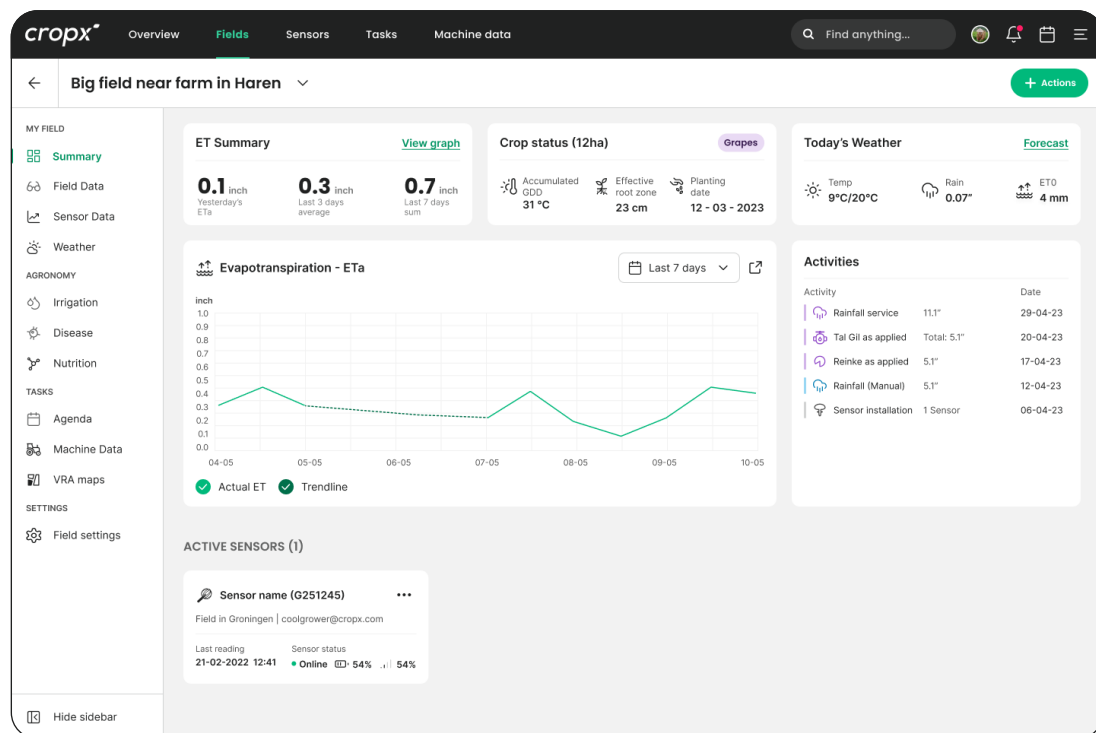 cropx
Overview Fields Sensors Tasks Machine data
Find anything...
Big field near farm in Haren
+ Actions
MY FIELD
Summary
Field Data
Sensor Data
Weather
AGRONOMY
Irrigation
Disease
Nutrition
TASKS
Agenda
Machine Data
VRA maps
SETTINGS
Field settings
Hide sidebar
ET Summary View graph
0.1 inch 0.3 inch 0.7 inch
Yesterday's Last 3 days Last 7 days
ETa average sum
Crop status (12ha) Grapes
Accumulated Effective Planting
GDD root zone date
31 °C 23 cm 12 - 03 - 2023
Today's Weather Forecast
Temp Rain ET0
9°C/20°C 0.07" 4 mm
Evapotranspiration - ETa Last 7 days
inch
1.0
0.9
0.8
0.7
0.6
0.5
0.4
0.3
0.2
0.1
0.0
04-05 05-05 06-05 07-05 08-05 09-05 10-05
Actual ET Trendline
Activities
Activity Date
Rainfall service 11.1" 29-04-23
Tal Gil as applied Total: 5.1" 20-04-23
Reinke as applied 5.1" 17-04-23
Rainfall (Manual) 5.1" 12-04-23
Sensor installation 1 Sensor 06-04-23
ACTIVE SENSORS (1)
Sensor name (G251245)
Field in Groningen | coolgrower@cropx.com
Last reading Sensor status
21-02-2022 12:41 Online 54% 54%